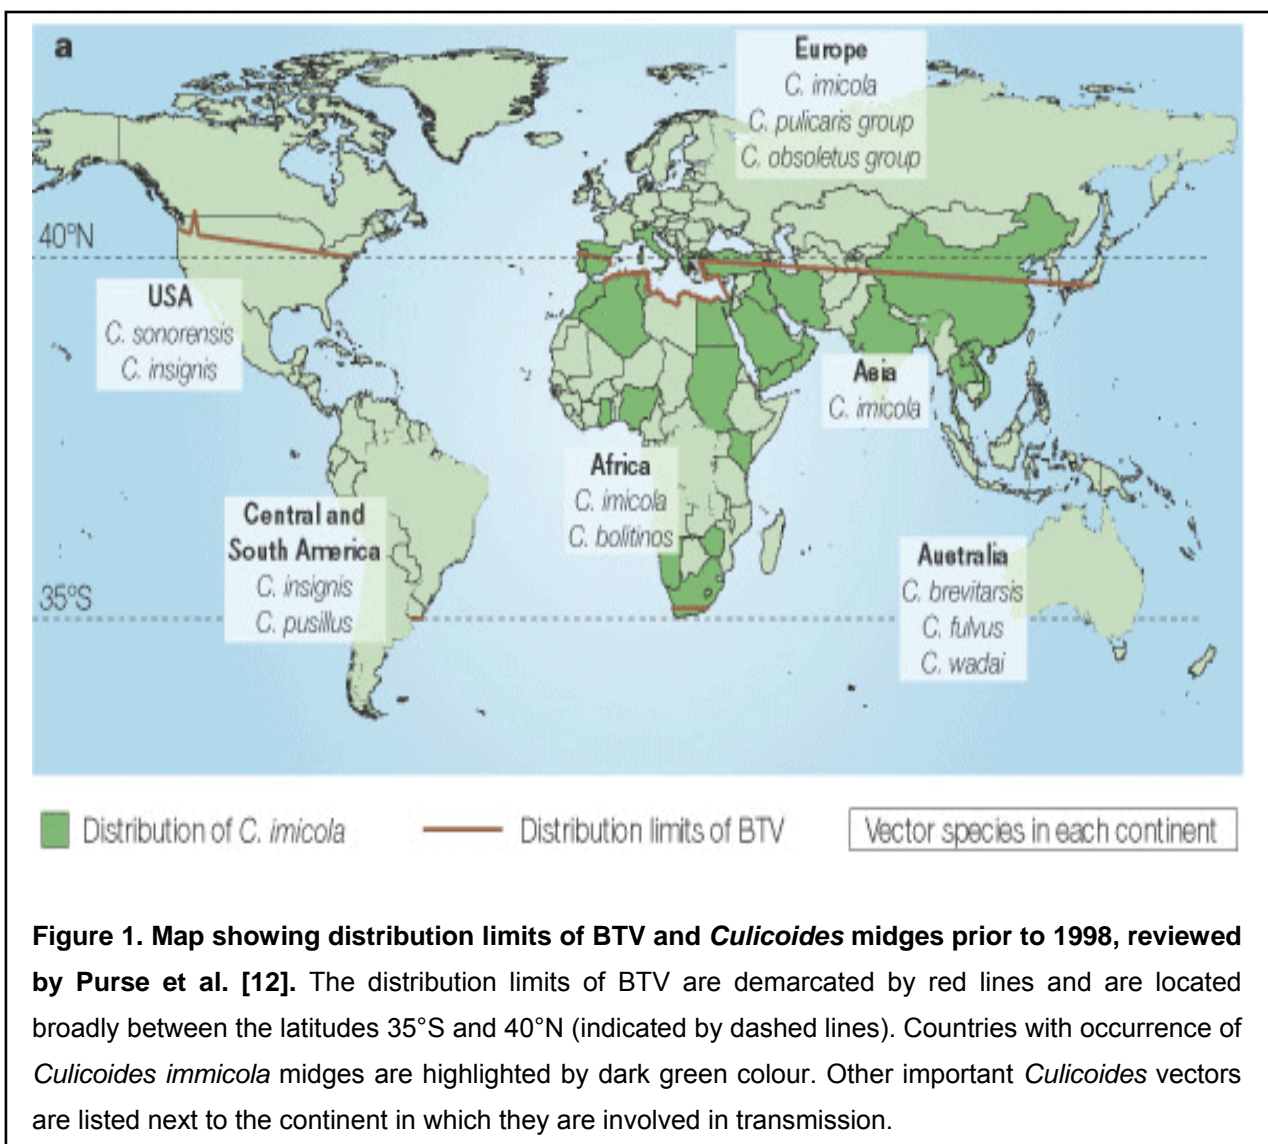 a
Europe
C. imicola
C. pulicaris group
C. obsoletus group
40°N
USA
C. sonorensis
C. insignis
Asia
C. imicola
Africa
C. imicola
C. bolitinos
Central and
South America
C. insignis
C. pusillus
Australia
C. brevitarsis
C. fulvus
C. wadai
35°S
Distribution of C. imicola
Distribution limits of BTV
Vector species in each continent
Figure 1. Map showing distribution limits of BTV and Culicoides midges prior to 1998, reviewed
by Purse et al. [12]. The distribution limits of BTV are demarcated by red lines and are located
broadly between the latitudes 35°S and 40°N (indicated by dashed lines). Countries with occurrence of
Culicoides immicola midges are highlighted by dark green colour. Other important Culicoides vectors
are listed next to the continent in which they are involved in transmission.